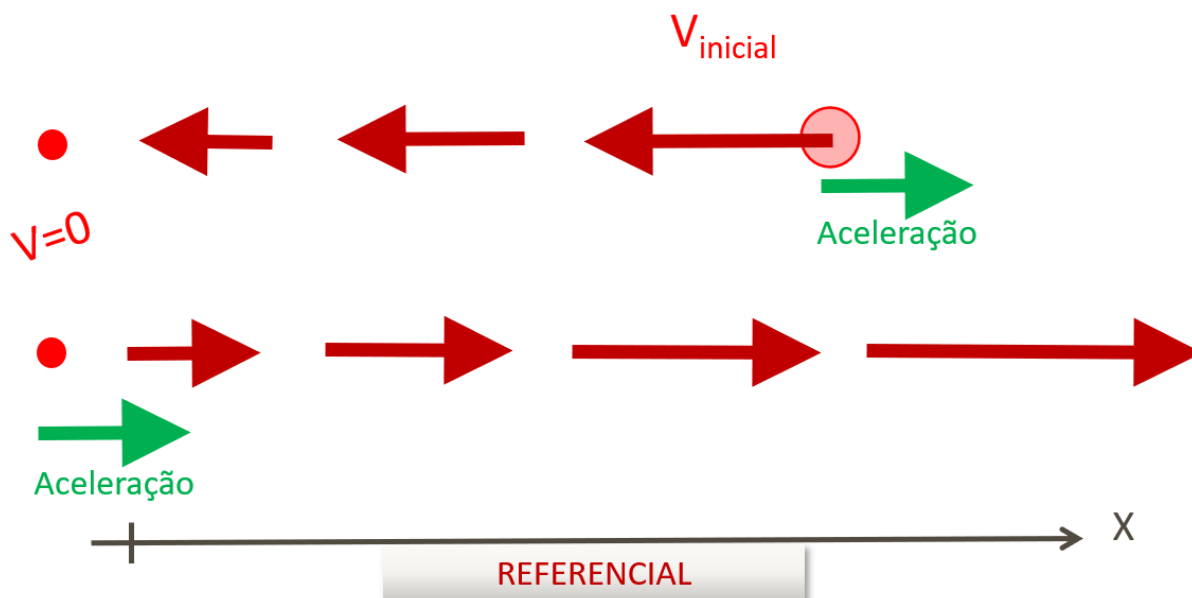 Vinicial
Aceleração
V=0
Aceleração
X
REFERENCIAL